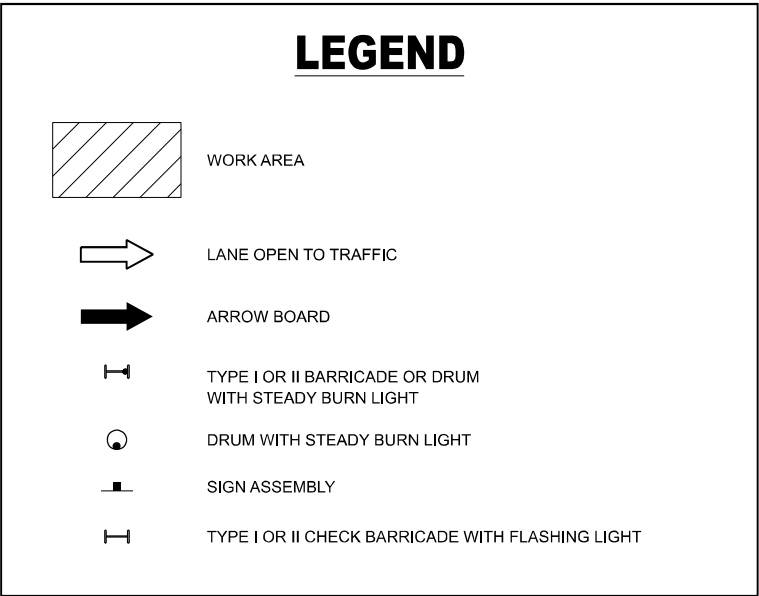 LEGEND
WORK AREA
LANE OPEN TO TRAFFIC
ARROW BOARD
TYPE I OR II BARRICADE OR DRUM
WITH STEADY BURN LIGHT
DRUM WITH STEADY BURN LIGHT
SIGN ASSEMBLY
TYPE I OR II CHECK BARRICADE WITH FLASHING LIGHT